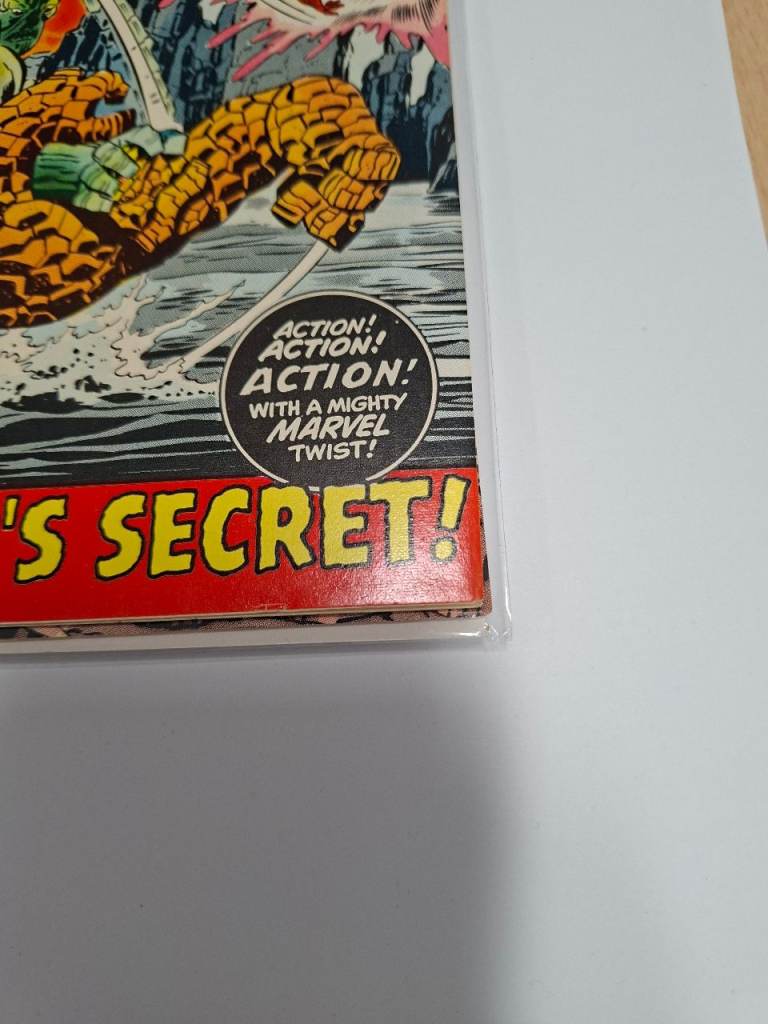 ACTION!
ACTION!
ACTION!
WITH A MIGHTY
MARVEL
TWIST!
'S SECRET!